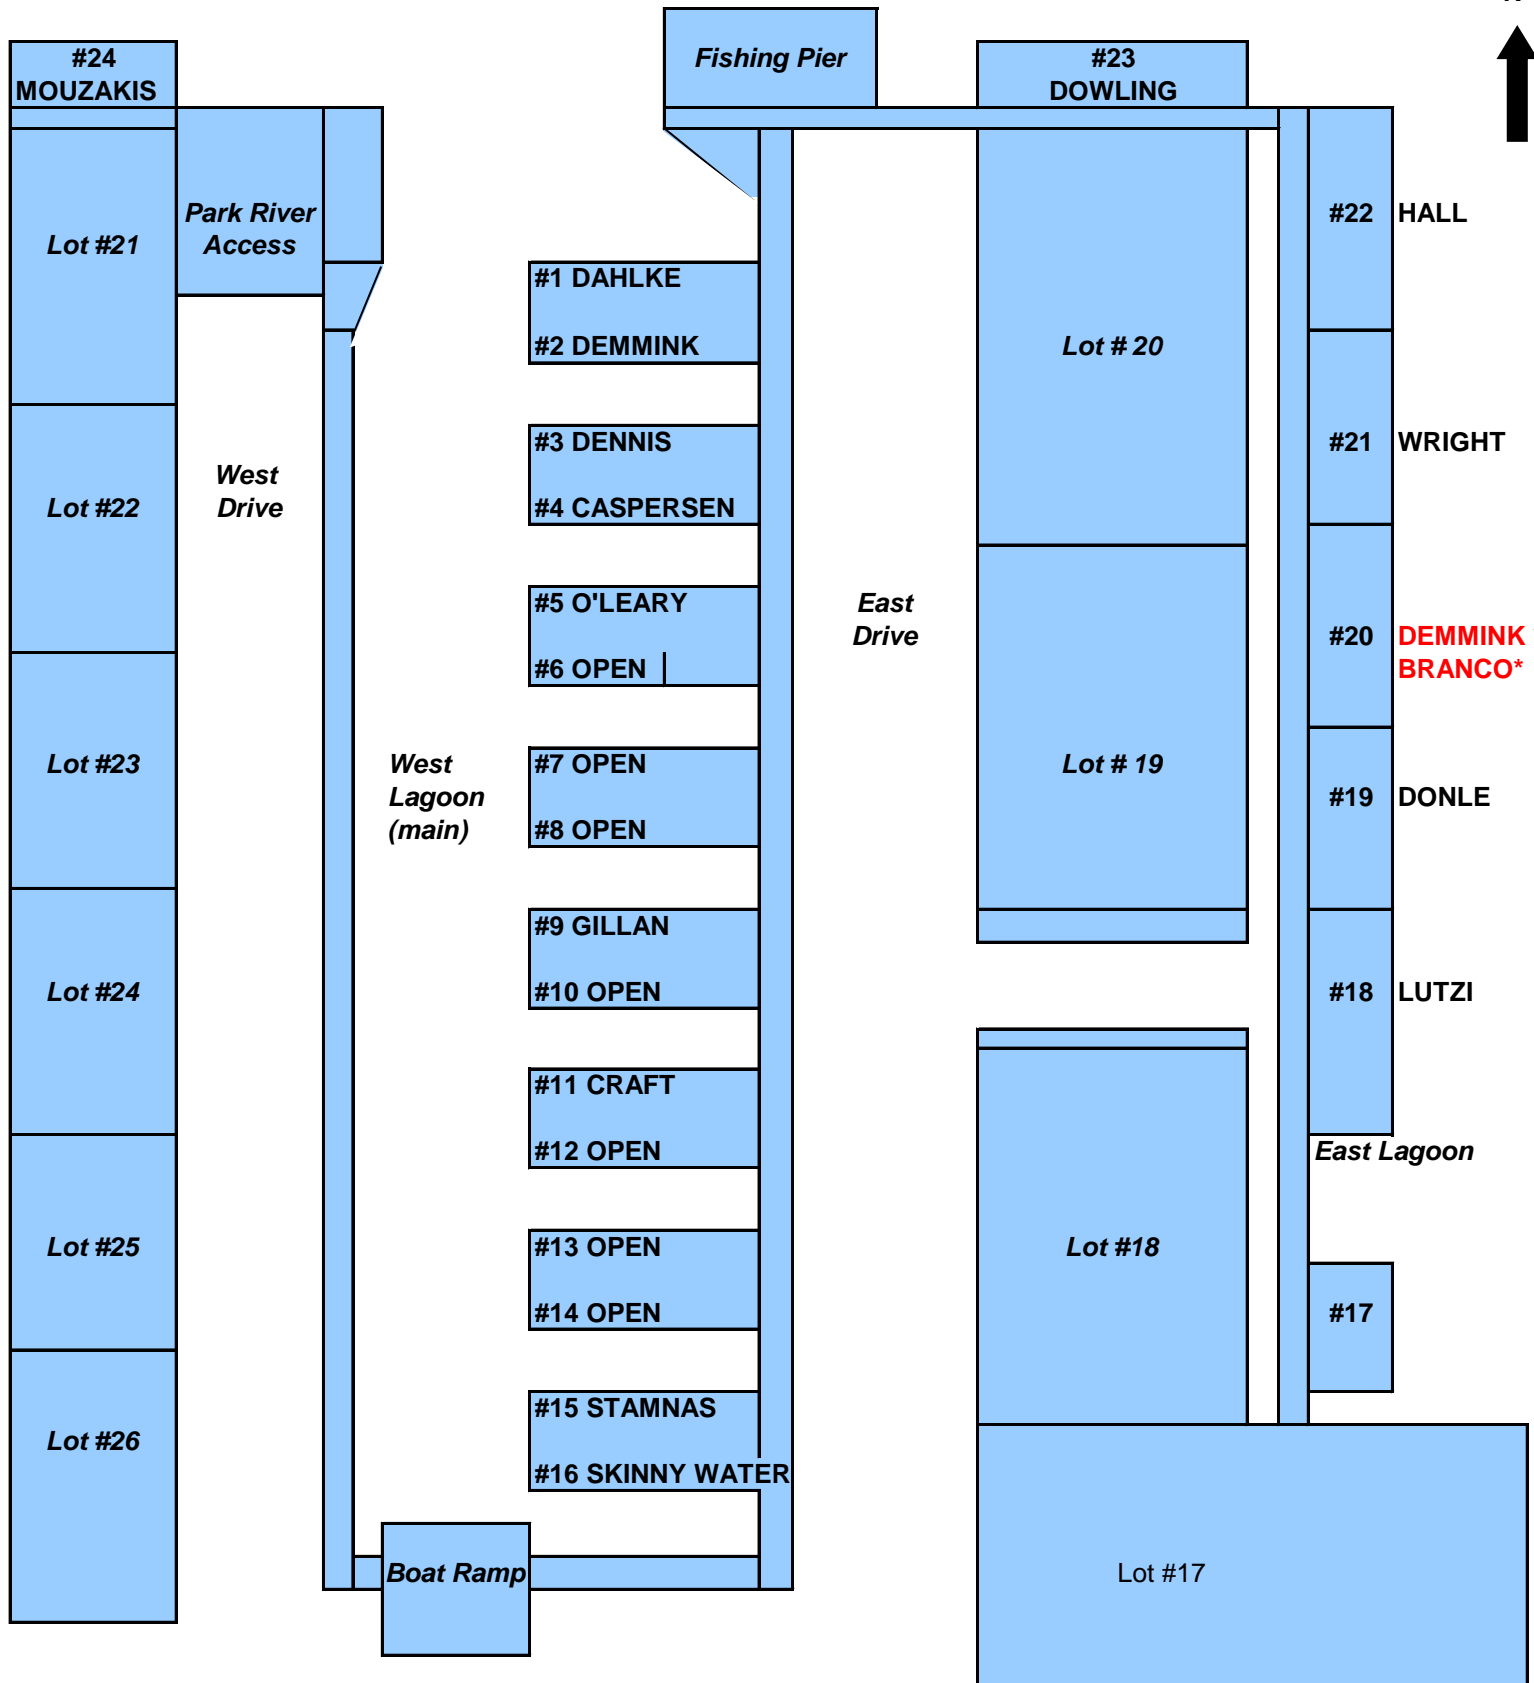 #24
MOUZAKIS
Fishing Pier
#23
DOWLING
Lot #21
Park River
Access
#22 HALL
#1 DAHLKE
#2 DEMMINK
Lot # 20
#3 DENNIS
#21 WRIGHT
West
Drive
Lot #22
#4 CASPERSEN
#5 O'LEARY
East
Drive
#20 DEMMINK
BRANCO*
#6 OPEN
Lot #23
West
Lagoon
(main)
#7 OPEN
Lot # 19
#19 DONLE
#8 OPEN
#9 GILLAN
Lot #24
#10 OPEN
#18 LUTZI
#11 CRAFT
#12 OPEN
East Lagoon
Lot #25
#13 OPEN
Lot #18
#14 OPEN
#17
#15 STAMNAS
Lot #26
#16 SKINNY WATER
Boat Ramp
Lot #17